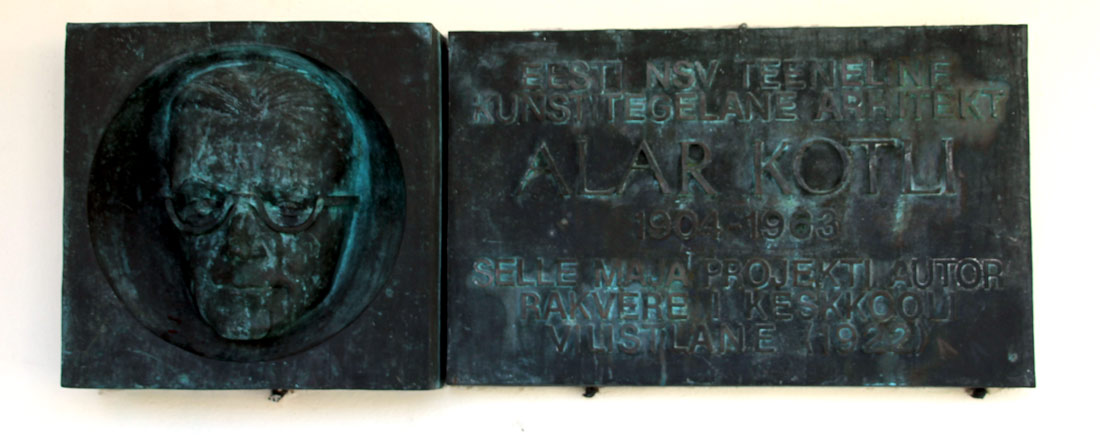 EESTI NSV TEENELINE
KUNSTITEGELANE ARHITEKT
ALAR KOTLI
1904-1963
SELLE MAJA PROJEKTI AUTOR
RAKVERE I KESKKOOLI
VILISTLANE (1922)